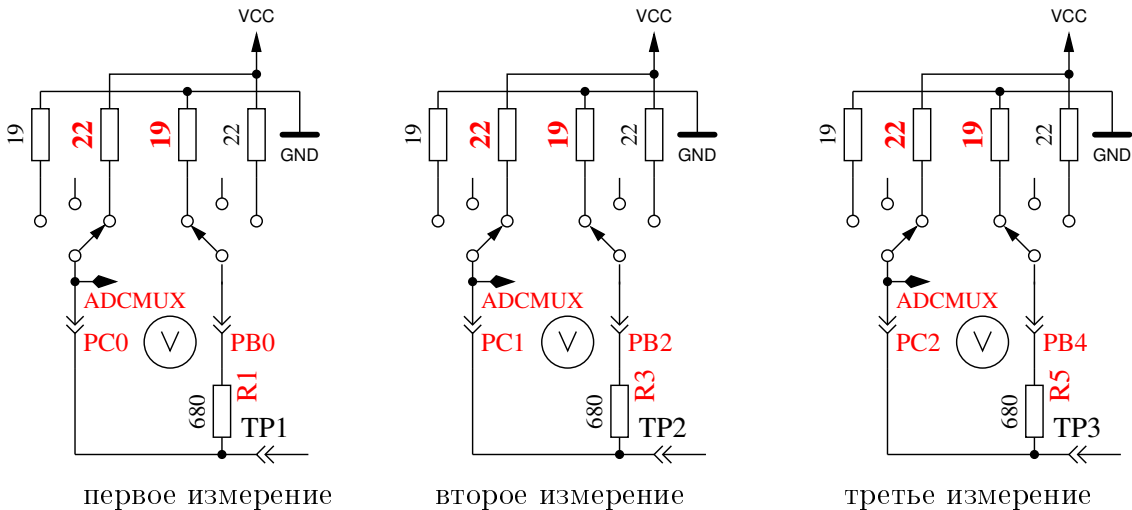 VCC VCC VCC
19 22 19 22 19 22 19 22 19 22 19 22
GND GND GND
ADCMUX ADCMUX ADCMUX
PC0 V PB0 PC1 V PB2 PC2 V PB4
680 R1 680 R3 680 R5
TP1 TP2 TP3
первое измерение второе измерение третье измерение